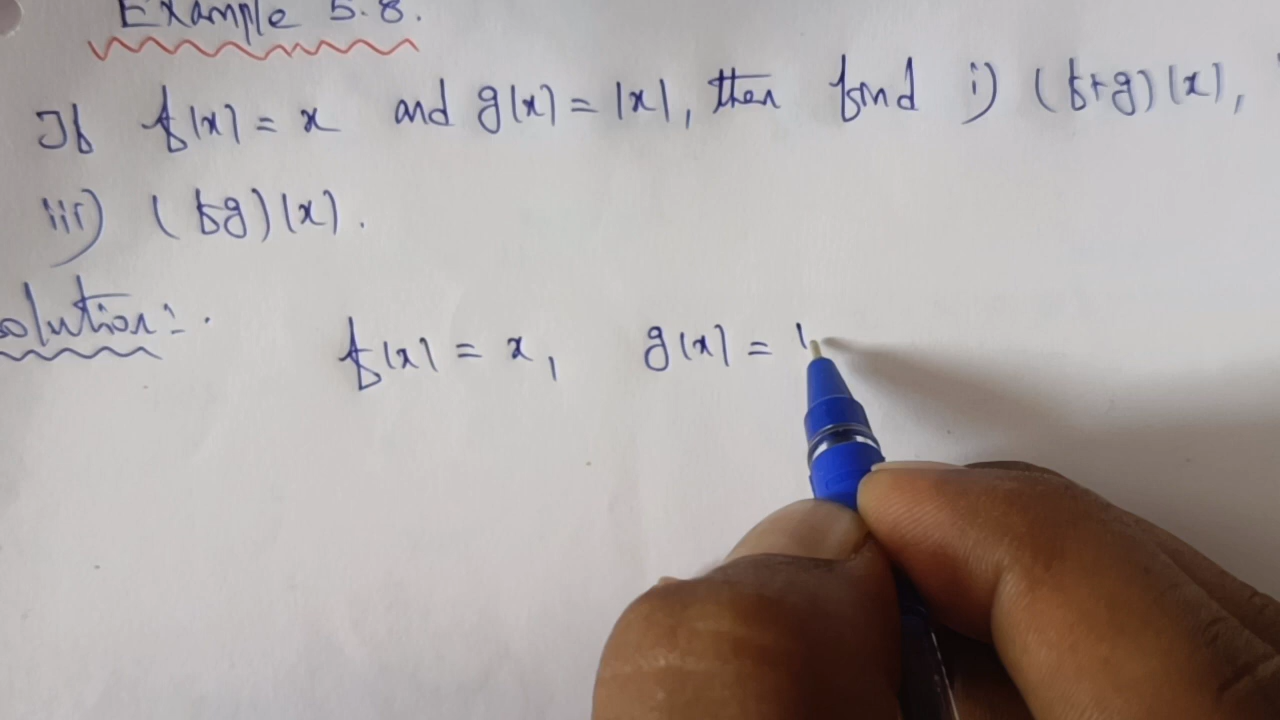 Example 5.8.
If f(x) = x and g(x) = |x|, then find i) (f+g)(x),
iii) (fg)(x).
Solution:.
f(x) = x, g(x) = |